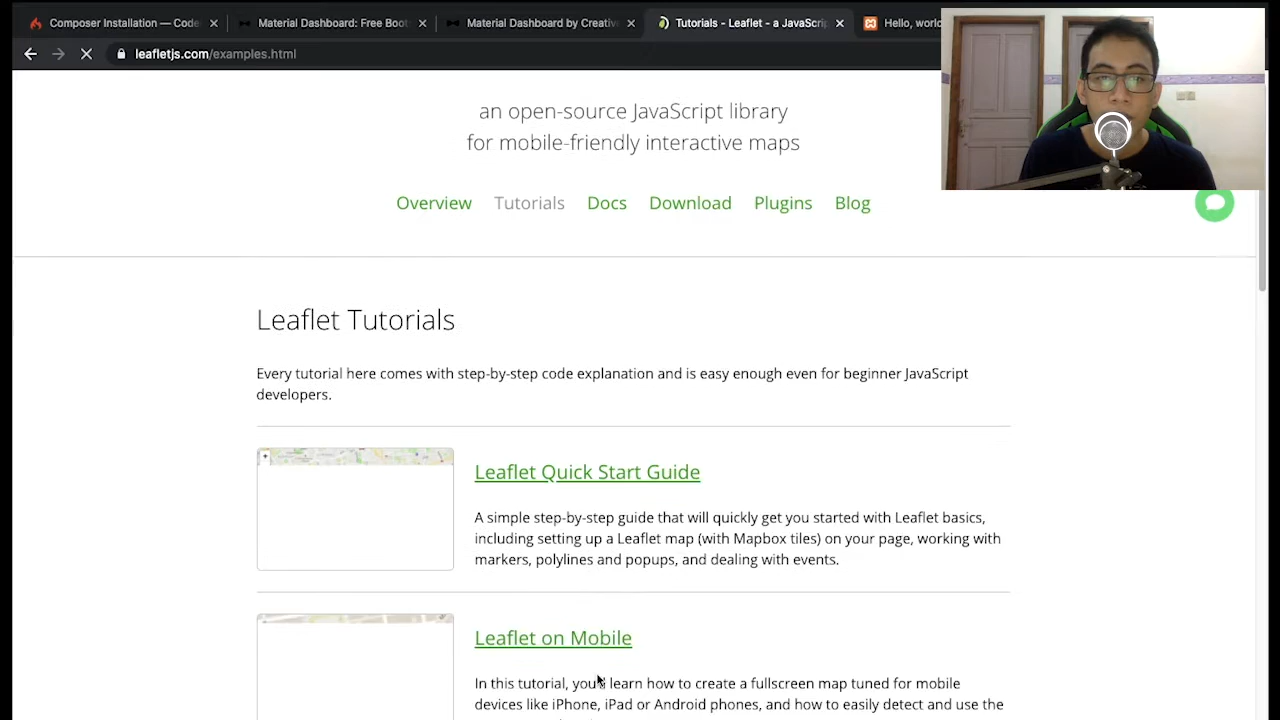 Composer Installation — Code
Material Dashboard: Free Boot
Material Dashboard by Creative
Tutorials - Leaflet - a JavaScrip
Hello, world
leafletjs.com/examples.html
an open-source JavaScript library
for mobile-friendly interactive maps
Overview Tutorials Docs Download Plugins Blog
Leaflet Tutorials
Every tutorial here comes with step-by-step code explanation and is easy enough even for beginner JavaScript
developers.
Leaflet Quick Start Guide
A simple step-by-step guide that will quickly get you started with Leaflet basics,
including setting up a Leaflet map (with Mapbox tiles) on your page, working with
markers, polylines and popups, and dealing with events.
Leaflet on Mobile
In this tutorial, you'll learn how to create a fullscreen map tuned for mobile
devices like iPhone, iPad or Android phones, and how to easily detect and use the